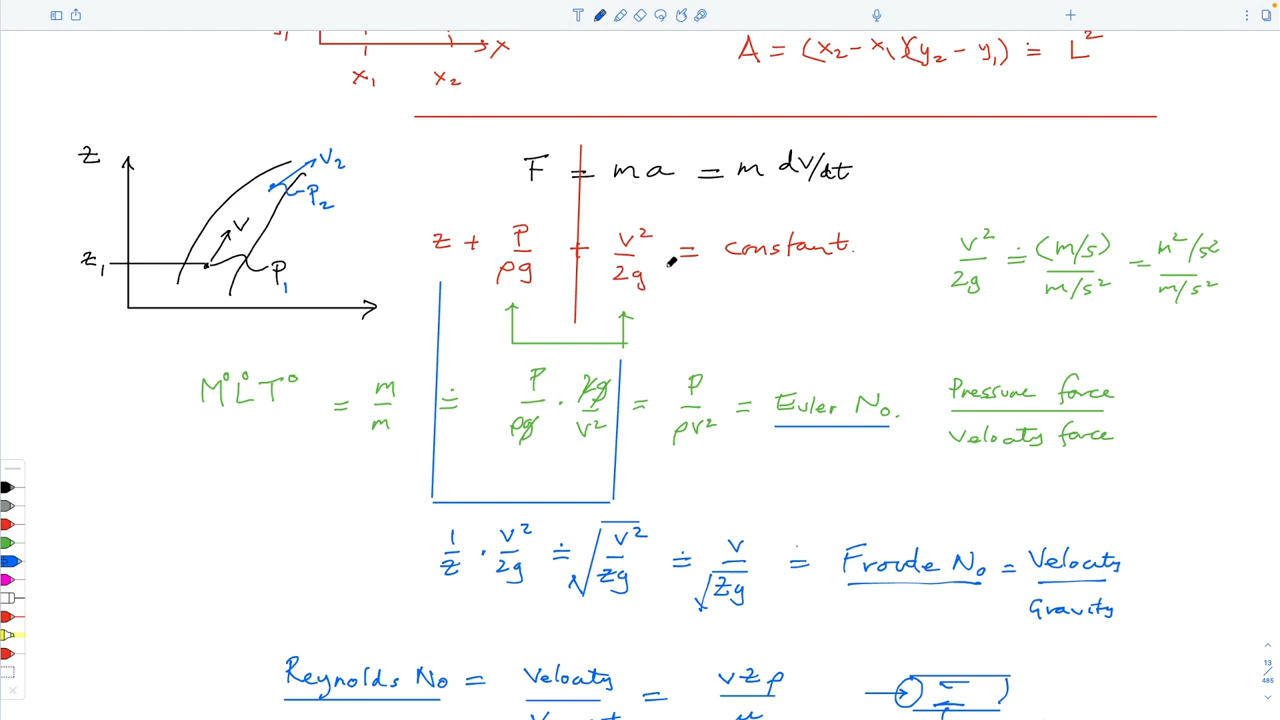 x
x₁ x₂
A = (x₂ - x₁)(y₂ - y₁) ≐ L²
z
v₂
P₂
v
z₁
P₁
F = ma = m dv/dt
z + P/ρg + v²/2g = constant.
v²/2g ≐ (m/s)/m/s² = m²/s²/m/s²
M⁰L⁰T⁰ = m/m ≐ P/ρg · 2g/v² = P/ρv² = Euler No.
Pressure force
Velocity force
1/z · v²/2g ≐ √v²/zg ≐ v/√zg = Froude No = Velocity/Gravity
Reynolds No = Velocity = vzρ/μ
13
/
485